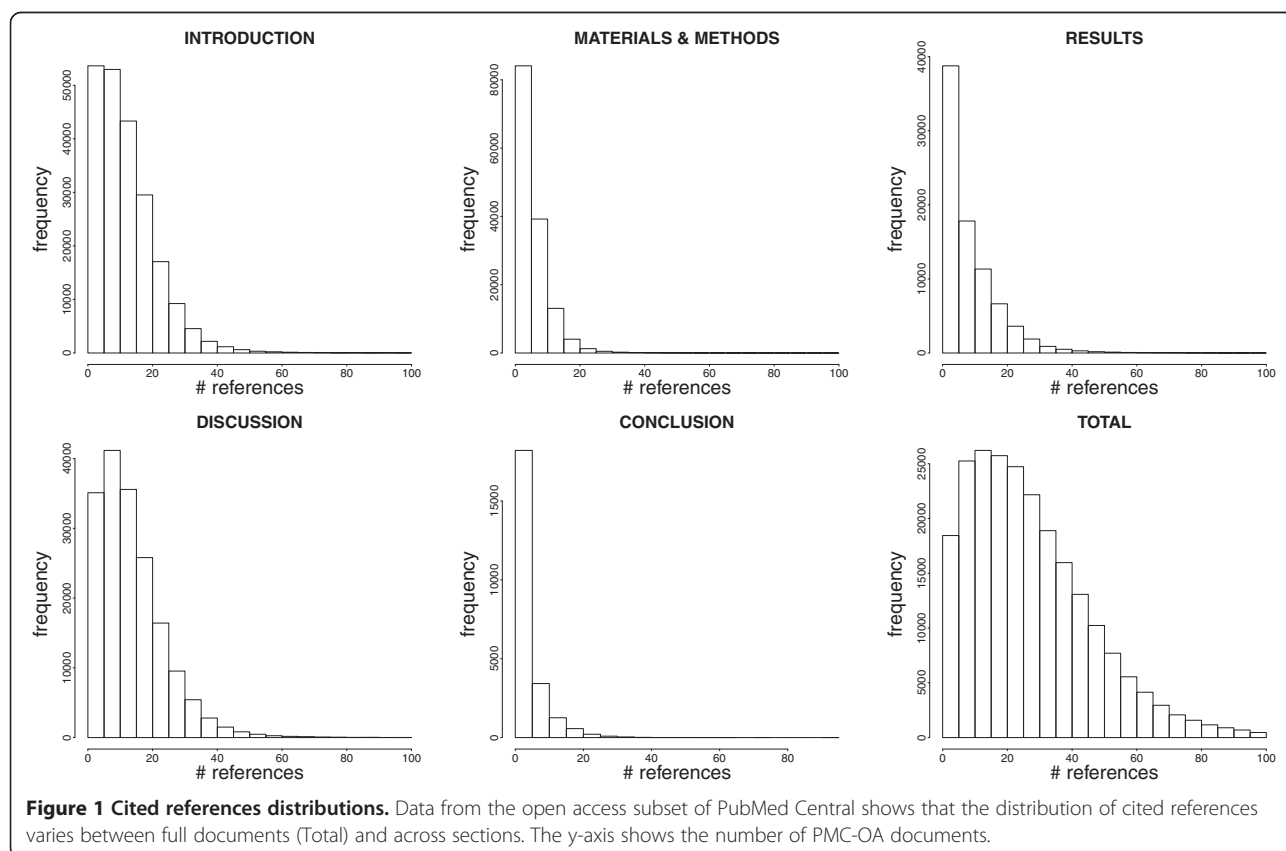 INTRODUCTION
frequency
0 10000 20000 30000 40000 50000
0 20 40 60 80 100
# references
MATERIALS & METHODS
frequency
0 20000 40000 60000 80000
0 20 40 60 80 100
# references
RESULTS
frequency
0 10000 20000 30000 40000
0 20 40 60 80 100
# references
DISCUSSION
frequency
0 10000 20000 30000 40000
0 20 40 60 80 100
# references
CONCLUSION
frequency
0 5000 10000 15000
0 20 40 60 80
# references
TOTAL
frequency
0 5000 10000 15000 20000 25000
0 20 40 60 80 100
# references
Figure 1 Cited references distributions. Data from the open access subset of PubMed Central shows that the distribution of cited references
varies between full documents (Total) and across sections. The y-axis shows the number of PMC-OA documents.